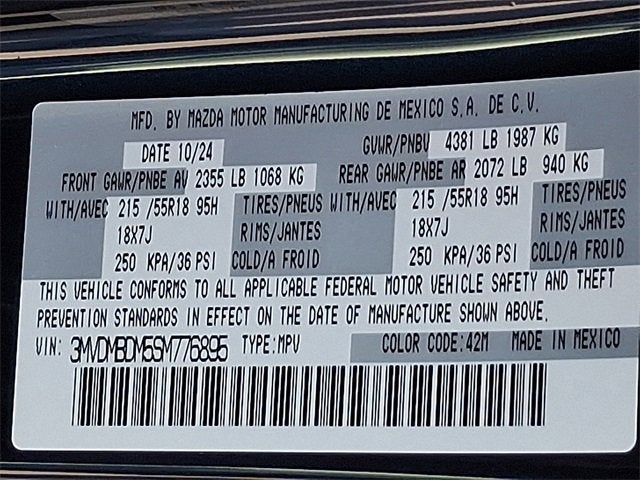 MFD. BY MAZDA MOTOR MANUFACTURING DE MEXICO S.A. DE C.V.
DATE 10/24 GVWR/PNBV 4381 LB 1987 KG
FRONT GAWR/PNBE AV 2355 LB 1068 KG REAR GAWR/PNBE AR 2072 LB 940 KG
WITH/AVEC 215 /55R18 95H TIRES/PNEUS WITH/AVEC 215 /55R18 95H TIRES/PNEUS
18X7J RIMS/JANTES 18X7J RIMS/JANTES
250 KPA/36 PSI COLD/A FROID 250 KPA/36 PSI COLD/A FROID
THIS VEHICLE CONFORMS TO ALL APPLICABLE FEDERAL MOTOR VEHICLE SAFETY AND THEFT
PREVENTION STANDARDS IN EFFECT ON THE DATE OF MANUFACTURE SHOWN ABOVE.
VIN: 3MVDMBDM5SM776895 TYPE:MPV COLOR CODE:42M MADE IN MEXICO